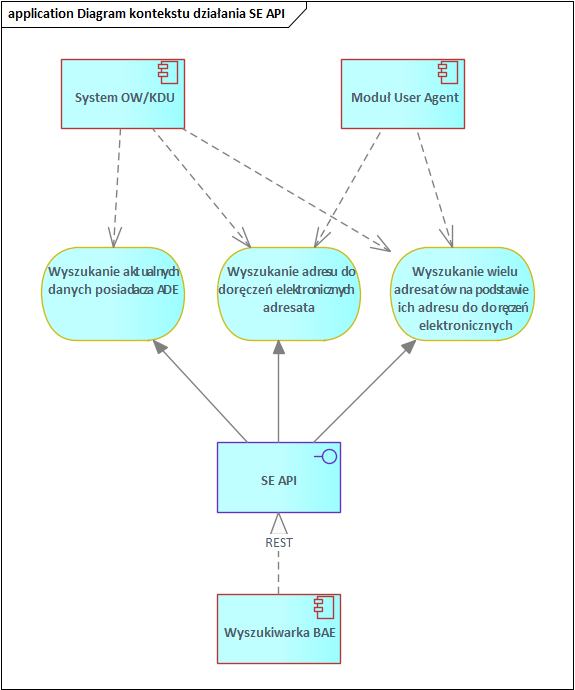 application Diagram kontekstu działania SE API
System OW/KDU
Moduł User Agent
Wyszukanie aktualnych
danych posiadacza ADE
Wyszukanie adresu do
doręczeń elektronicznych
adresata
Wyszukanie wielu
adresatów na podstawie
ich adresu do doręczeń
elektronicznych
SE API
REST
Wyszukiwarka BAE